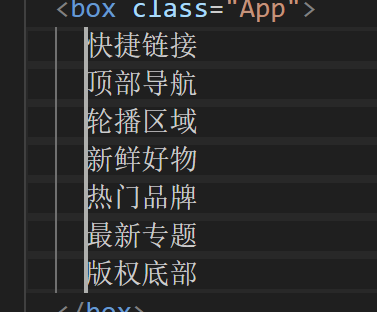 <box class="App">
快捷链接
顶部导航
轮播区域
新鲜好物
热门品牌
最新专题
版权底部
</box>